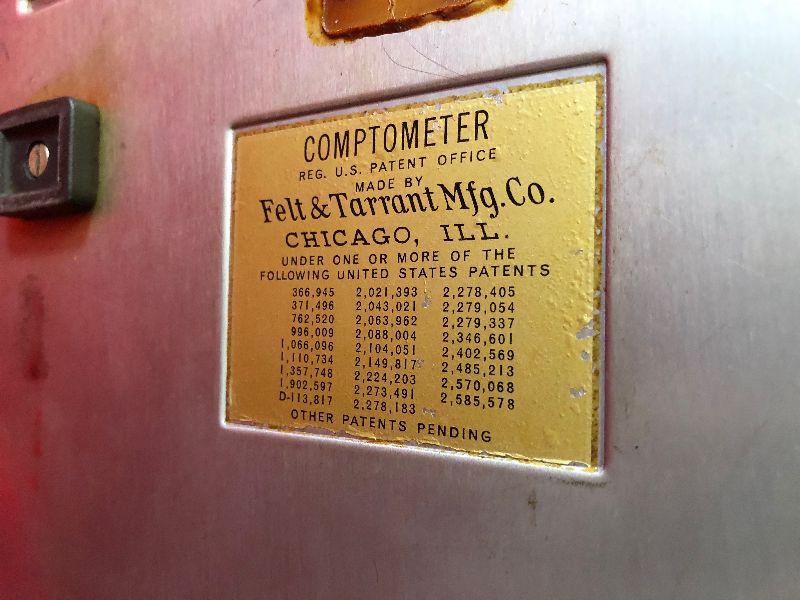 COMPTOMETER
REG. U.S. PATENT OFFICE
MADE BY
Felt & Tarrant Mfg. Co.
CHICAGO, ILL.
UNDER ONE OR MORE OF THE
FOLLOWING UNITED STATES PATENTS
366,945 2,021,393 2,278,405
371,496 2,043,021 2,279,054
762,520 2,063,962 2,279,337
996,009 2,088,004 2,346,601
1,066,096 2,104,051 2,402,569
1,110,734 2,149,817 2,485,213
1,357,748 2,224,203 2,570,068
1,902,597 2,273,491 2,585,578
D-113,817 2,278,183
OTHER PATENTS PENDING